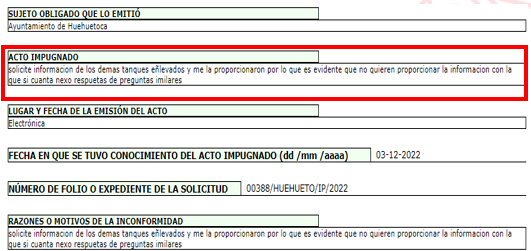 SUJETO OBLIGADO QUE LO EMITIÓ
Ayuntamiento de Huehuetoca
ACTO IMPUGNADO
solicite informacion de los demas tanques eñlevados y me la proporcionaron por lo que es evidente que no quieren proporcionar la informacion con la
que si cuanta nexo respuetas de preguntas imilares
LUGAR Y FECHA DE LA EMISIÓN DEL ACTO
Electrónica
FECHA EN QUE SE TUVO CONOCIMIENTO DEL ACTO IMPUGNADO (dd /mm /aaaa) 03-12-2022
NÚMERO DE FOLIO O EXPEDIENTE DE LA SOLICITUD 00388/HUEHUETO/IP/2022
RAZONES O MOTIVOS DE LA INCONFORMIDAD
solicite informacion de los demas tanques eñlevados y me la proporcionaron por lo que es evidente que no quieren proporcionar la informacion con la
que si cuanta nexo respuetas de preguntas imilares